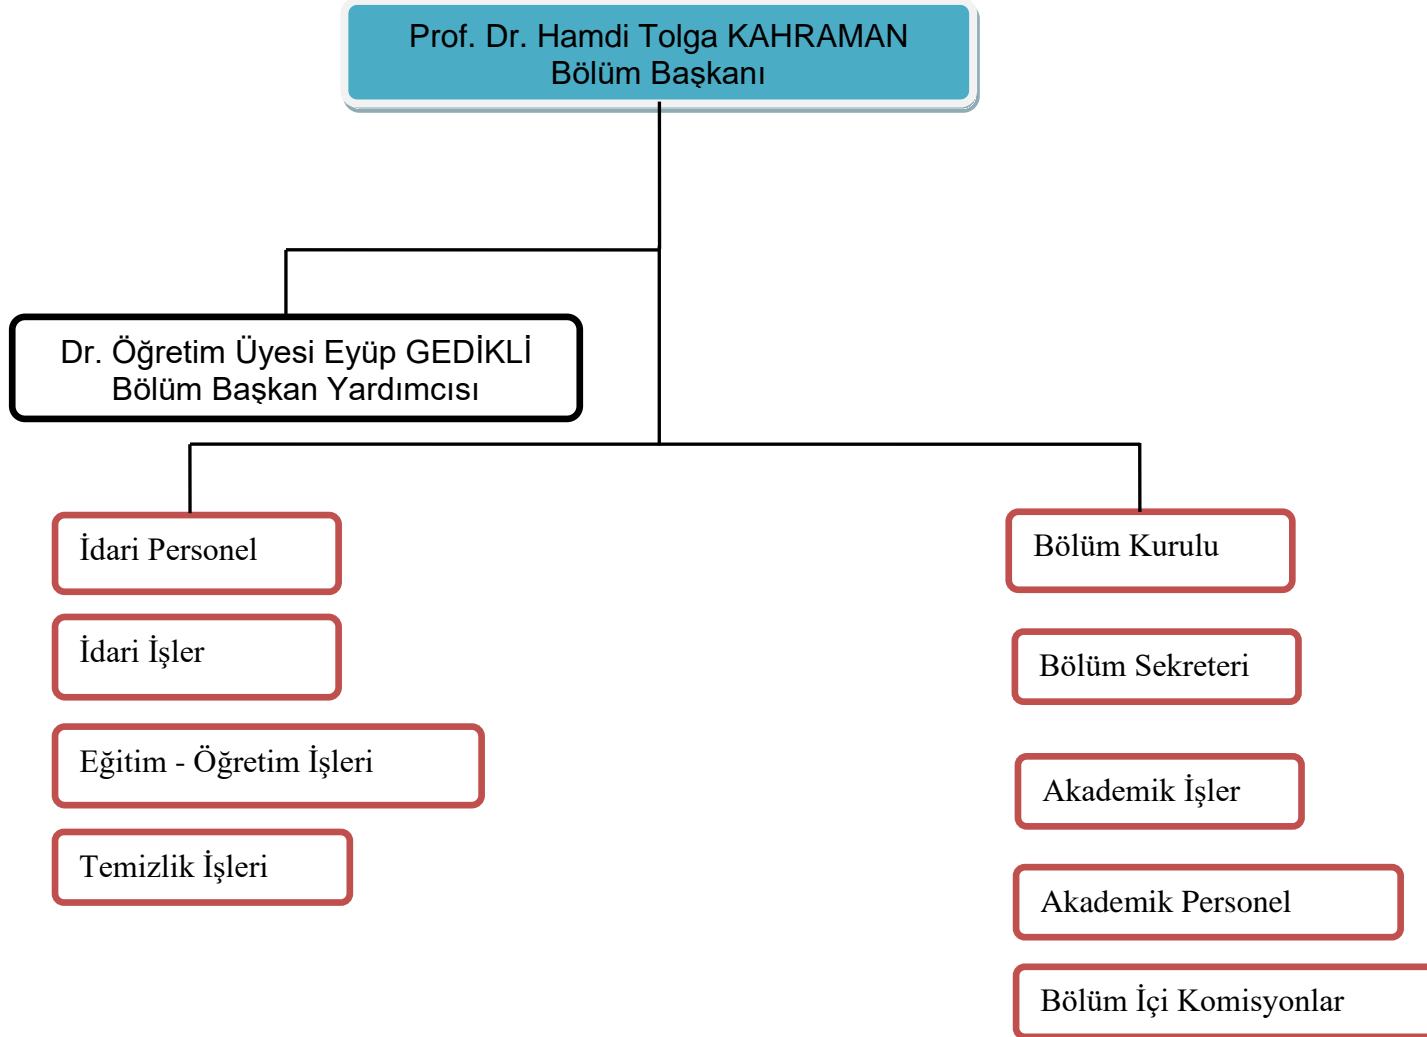 Prof. Dr. Hamdi Tolga KAHRAMAN
Bölüm Başkanı
Dr. Öğretim Üyesi Eyüp GEDİKLİ
Bölüm Başkan Yardımcısı
İdari Personel
İdari İşler
Eğitim - Öğretim İşleri
Temizlik İşleri
Bölüm Kurulu
Bölüm Sekreteri
Akademik İşler
Akademik Personel
Bölüm İçi Komisyonlar